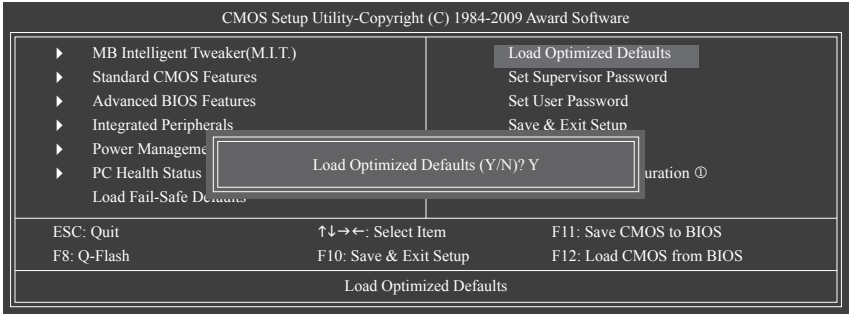 CMOS Setup Utility-Copyright (C) 1984-2009 Award Software
MB Intelligent Tweaker(M.I.T.)
Standard CMOS Features
Advanced BIOS Features
Integrated Peripherals
Power Manageme
PC Health Status
Load Fail-Safe Defaults
Load Optimized Defaults
Set Supervisor Password
Set User Password
Save & Exit Setup
uration ①
Load Optimized Defaults (Y/N)? Y
ESC: Quit ↑↓→←: Select Item F11: Save CMOS to BIOS
F8: Q-Flash F10: Save & Exit Setup F12: Load CMOS from BIOS
Load Optimized Defaults